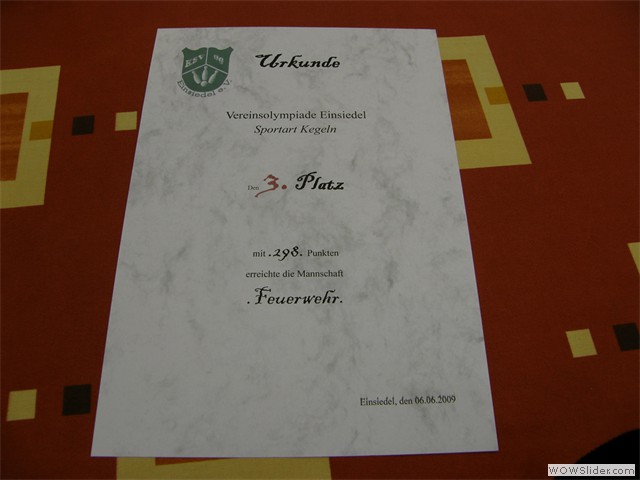 KSV 90
Einsiedel e.V.
Urkunde
Vereinsolympiade Einsiedel
Sportart Kegeln
Den 3. Platz
mit .298. Punkten
erreichte die Mannschaft
.Feuerwehr.
Einsiedel, den 06.06.2009
WOWSlider.com